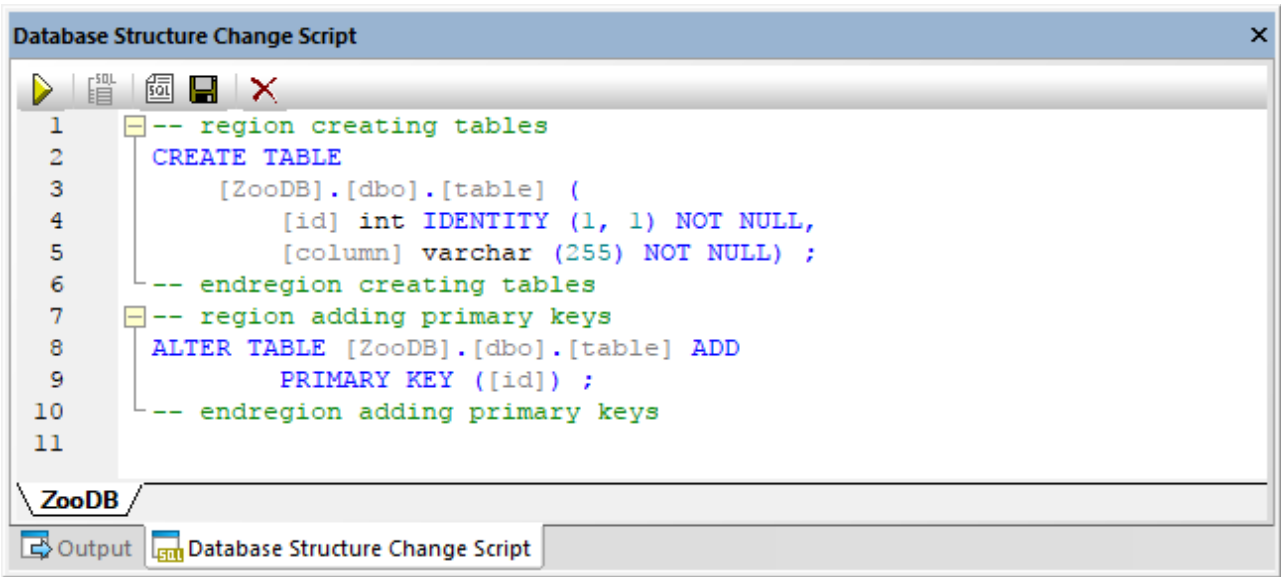 Database Structure Change Script
SQL SQL
1 -- region creating tables
2 CREATE TABLE
3 [ZooDB].[dbo].[table] (
4 [id] int IDENTITY (1, 1) NOT NULL,
5 [column] varchar (255) NOT NULL) ;
6 -- endregion creating tables
7 -- region adding primary keys
8 ALTER TABLE [ZooDB].[dbo].[table] ADD
9 PRIMARY KEY ([id]) ;
10 -- endregion adding primary keys
11
ZooDB
Output SQL Database Structure Change Script